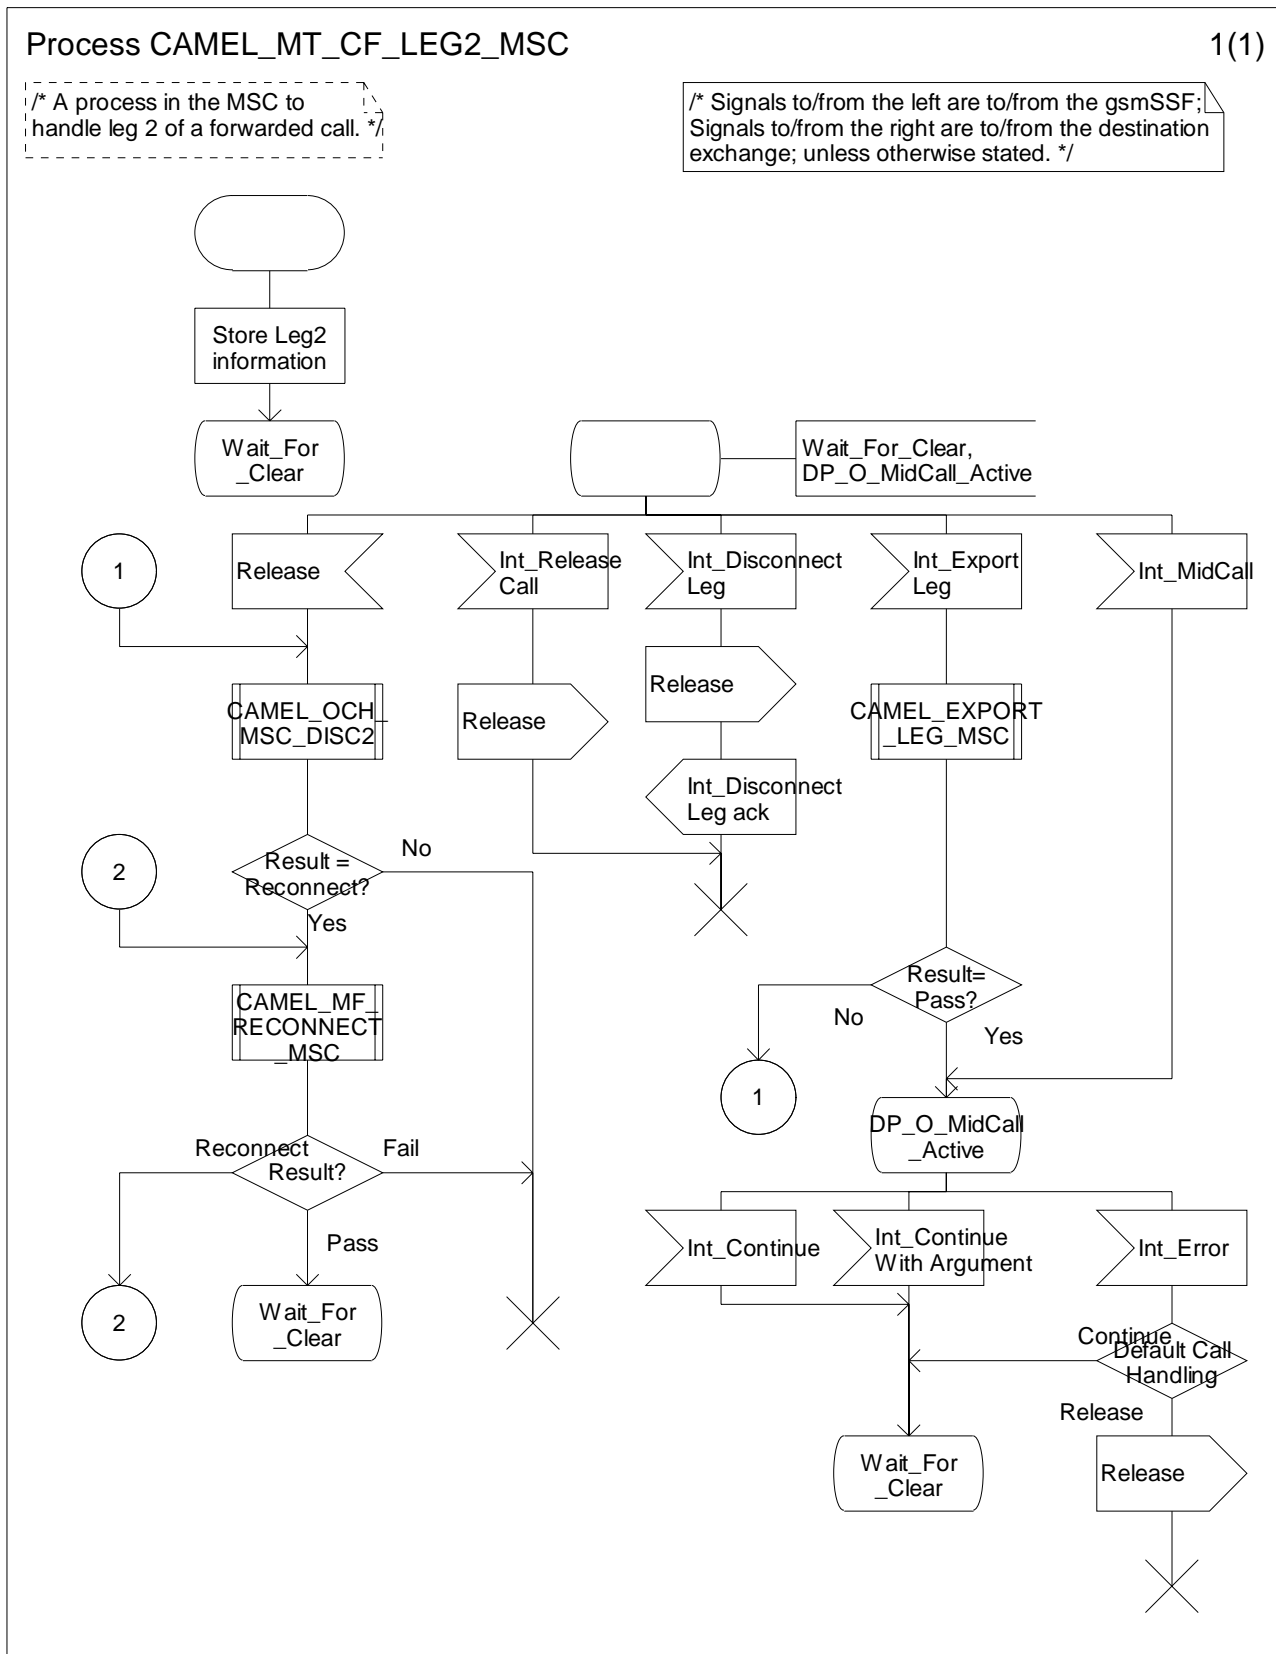 Process CAMEL_MT_CF_LEG2_MSC
1(1)
/* A process in the MSC to
handle leg 2 of a forwarded call. */
/* Signals to/from the left are to/from the gsmSSF;
Signals to/from the right are to/from the destination
exchange; unless otherwise stated. */
Store Leg2
information
Wait_For
_Clear
Wait_For_Clear,
DP_O_MidCall_Active
1
Release
Int_Release
Call
Int_Disconnect
Leg
Int_Export
Leg
Int_MidCall
CAMEL_OCH_
MSC_DISC2
Release
Release
CAMEL_EXPORT
_LEG_MSC
Int_Disconnect
Leg ack
2
Result =
Reconnect?
No
Yes
CAMEL_MF_
RECONNECT
_MSC
Result=
Pass?
No
Yes
1
DP_O_MidCall
_Active
Reconnect
Result?
Fail
Pass
2
Wait_For
_Clear
Int_Continue
Int_Continue
With Argument
Int_Error
Continue
Default Call
Handling
Release
Wait_For
_Clear
Release